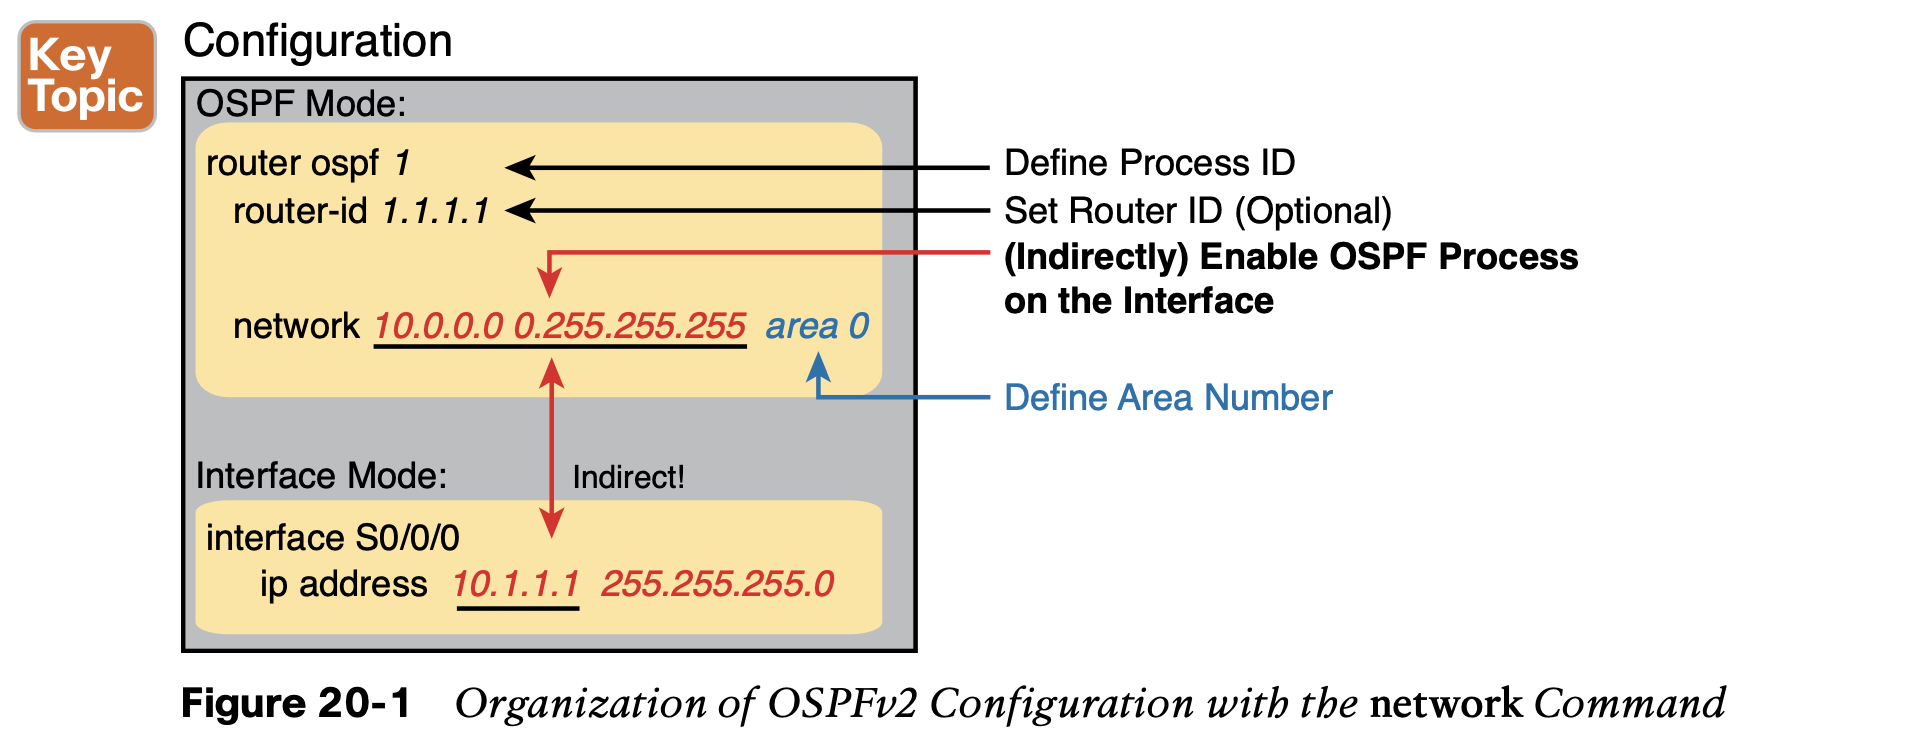 Key
Topic
Configuration
OSPF Mode:
router ospf 1
Define Process ID
router-id 1.1.1.1
Set Router ID (Optional)
(Indirectly) Enable OSPF Process
on the Interface
network 10.0.0.0 0.255.255.255 area 0
Define Area Number
Interface Mode:
Indirect!
interface S0/0/0
ip address 10.1.1.1 255.255.255.0
Figure 20-1 Organization of OSPFv2 Configuration with the network Command